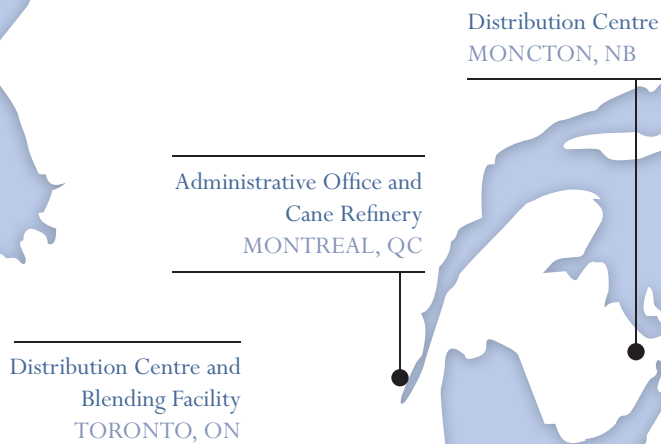 Distribution Centre
MONCTON, NB
Administrative Office and
Cane Refinery
MONTREAL, QC
Distribution Centre and
Blending Facility
TORONTO, ON